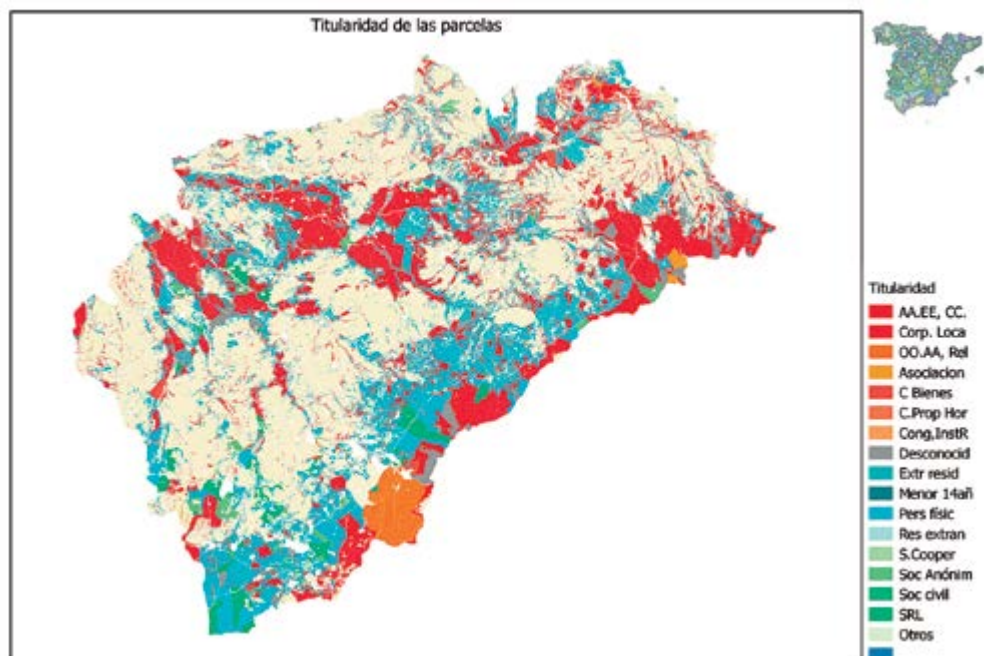 Titularidad de las parcelas
Titularidad
AA.EE, CC.
Corp. Loca
OO.AA, Rel
Asociacion
C Bienes
C.Prop Hor
Cong,InstR
Desconocid
Extr resid
Menor 14añ
Pers físic
Res extran
S.Cooper
Soc Anónim
Soc civil
SRL
Otros